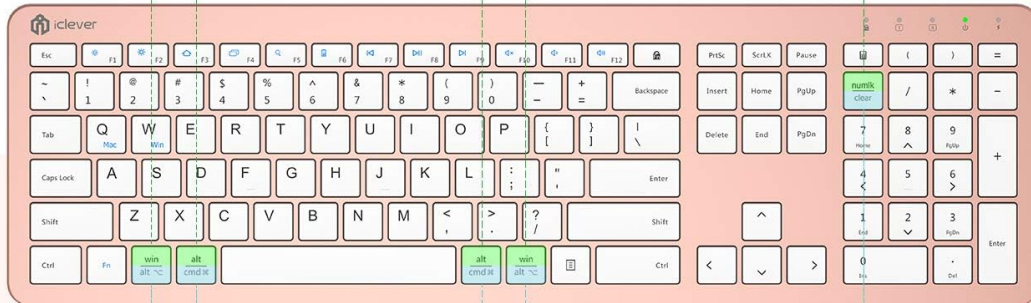 iclever
Esc F1 F2 F3 F4 F5 F6 F7 F8 F9 F10 F11 F12 PrtSc ScrLK Pause ( ) =
~ ` ! 1 @ 2 # 3 $ 4 % 5 ^ 6 & 7 * 8 ( 9 ) 0 — - + = Backspace Insert Home PgUp numlk clear / * -
Tab Q Mac W Win E R T Y U I O P { [ } ] | \ Delete End PgDn 7 Home 8 9 PgUp +
Caps Lock A S D F G H J K L : ; " ' Enter 4 5 6
Shift Z X C V B N M < , > . ? / Shift 1 End 2 3 PgDn Enter
Ctrl Fn win alt ⌥ alt cmd ⌘ alt cmd ⌘ win alt ⌥ Ctrl 0 Ins . Del